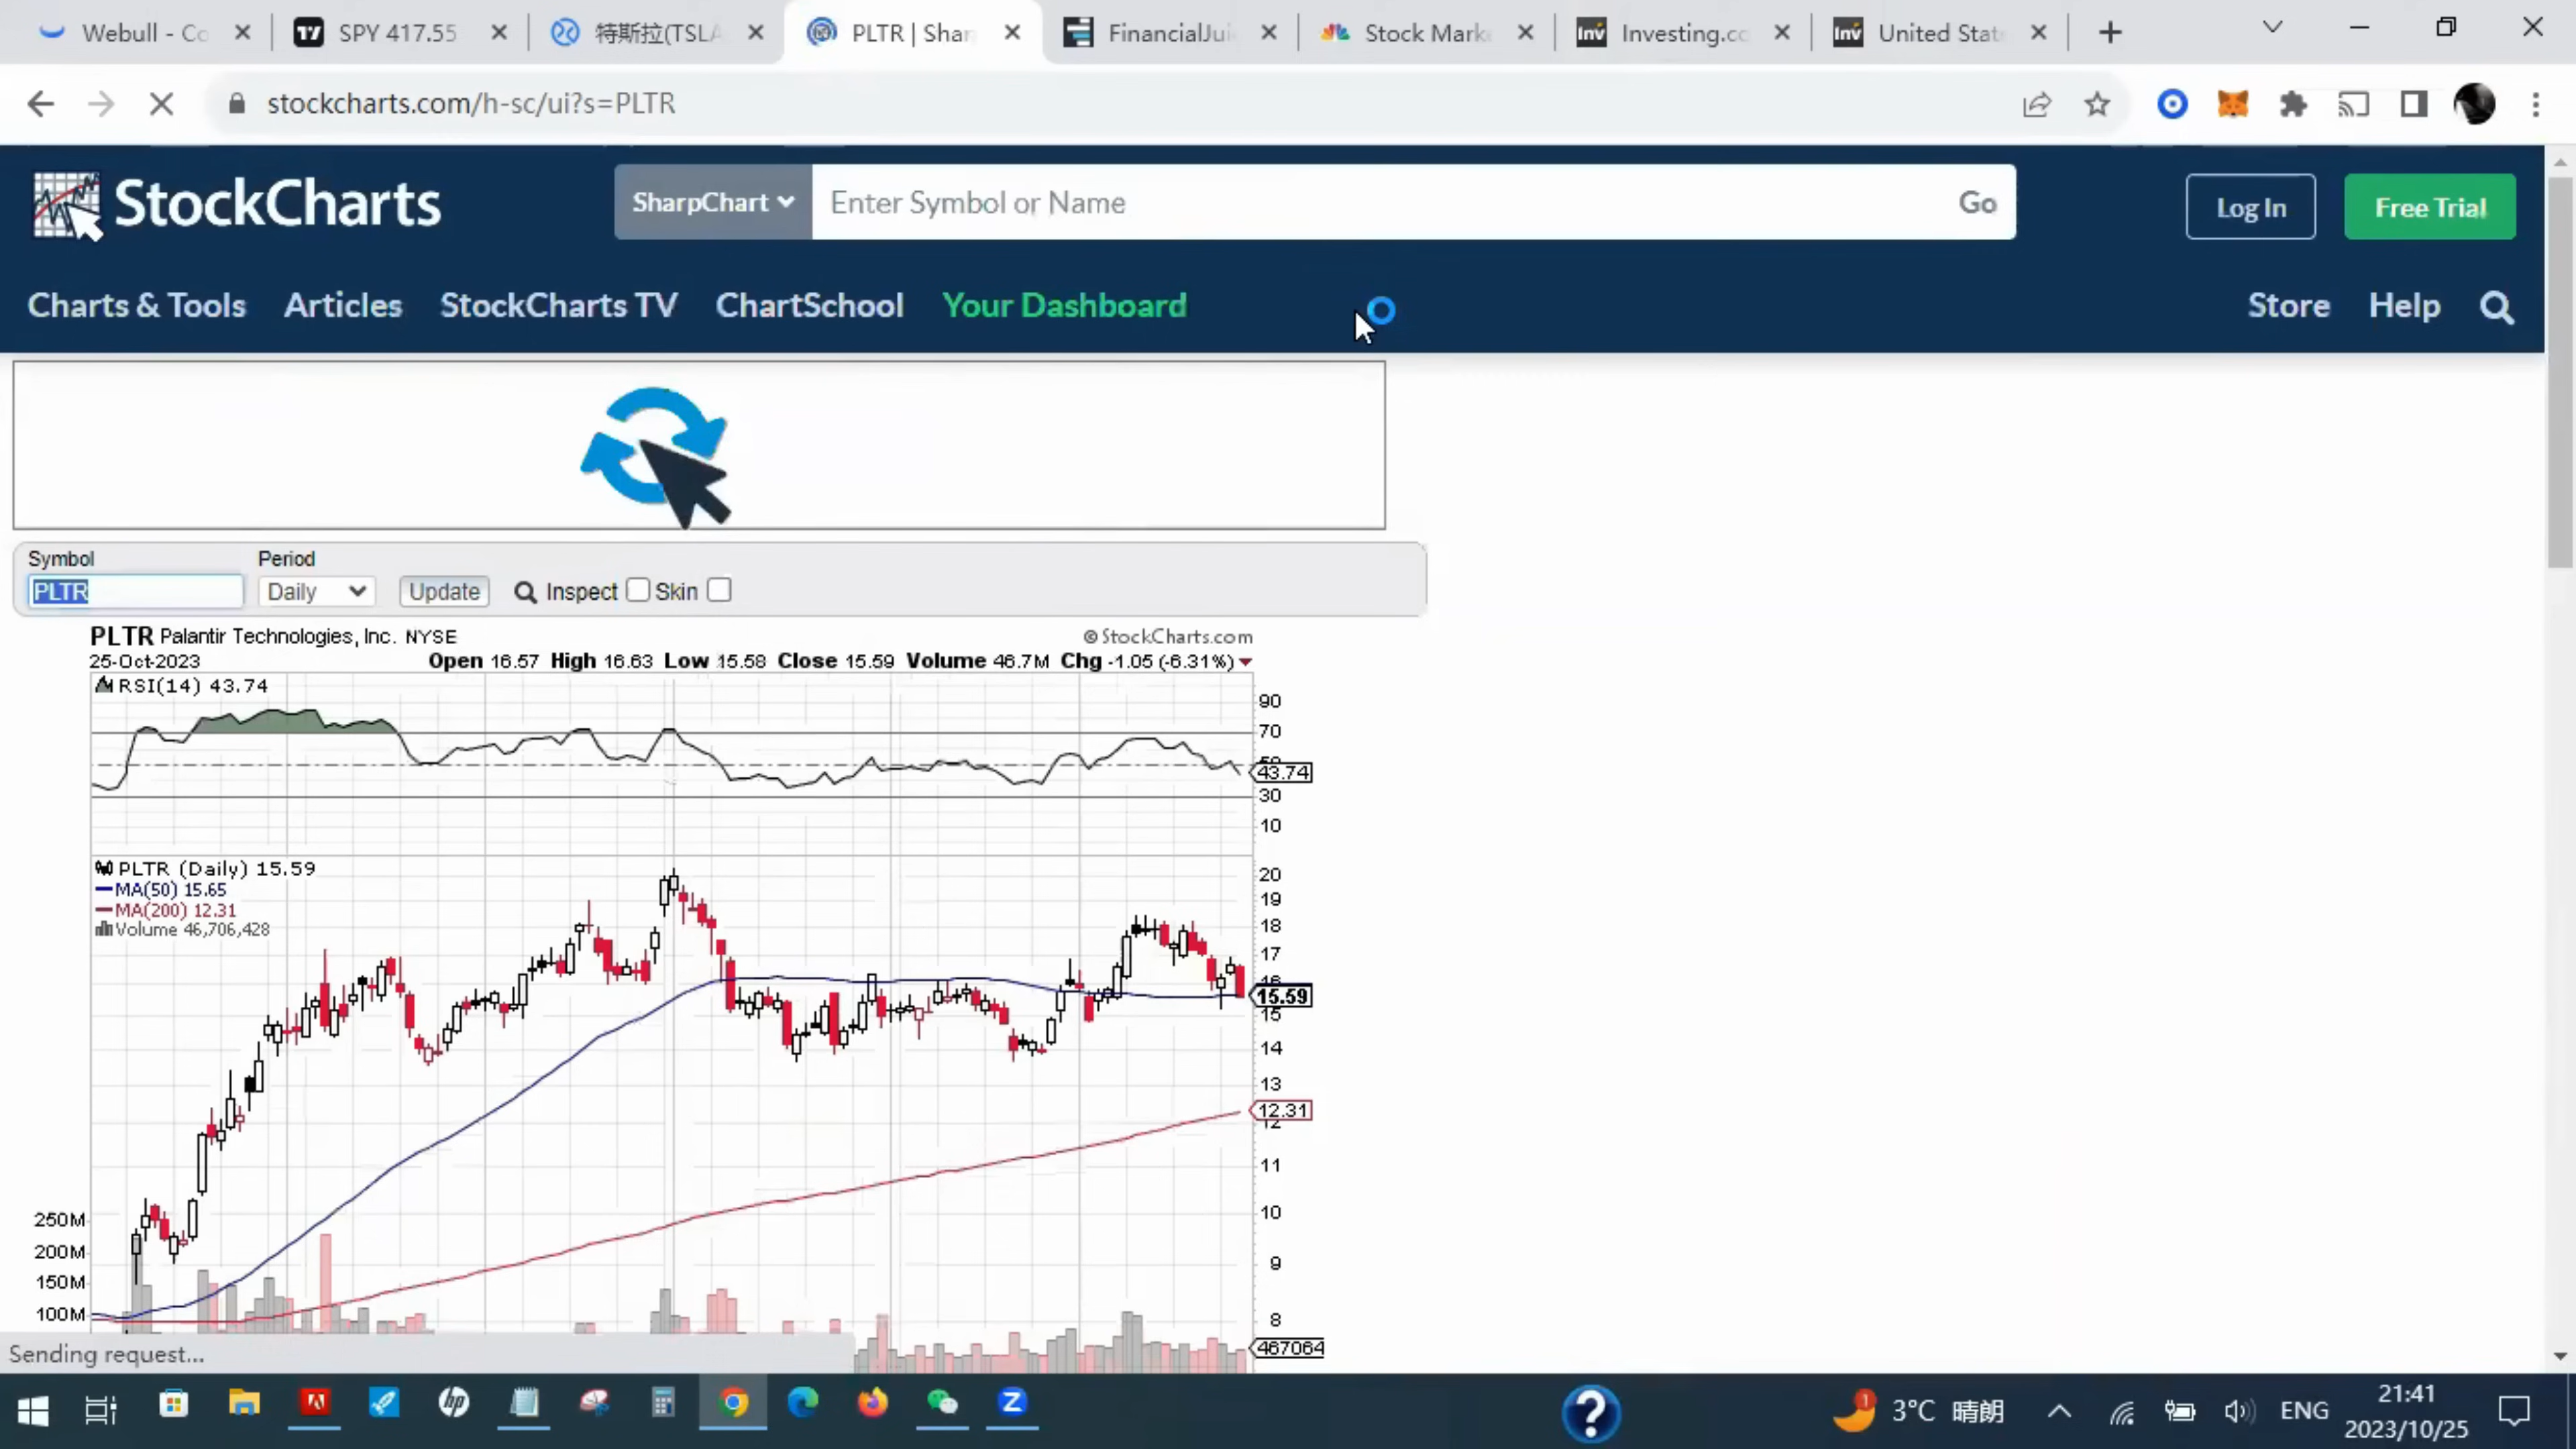 Webull - Co
SPY 417.55
特斯拉(TSLA
PLTR | Shar
FinancialJui
Stock Mark
Investing.co
United Stat
stockcharts.com/h-sc/ui?s=PLTR
StockCharts
SharpChart
Enter Symbol or Name
Go
Log In
Free Trial
Charts & Tools
Articles
StockCharts TV
ChartSchool
Your Dashboard
Store
Help
Symbol
Period
PLTR
Daily
Update
Inspect
Skin
PLTR Palantir Technologies, Inc. NYSE
© StockCharts.com
25-Oct-2023
Open 16.57 High 16.63 Low 15.58 Close 15.59 Volume 46.7M Chg -1.05 (-6.31%)
RSI(14) 43.74
90
70
50
43.74
30
10
PLTR (Daily) 15.59
MA(50) 15.65
MA(200) 12.31
Volume 46,706,428
20
19
18
17
16
15.59
15
14
13
12.31
12
11
10
9
8
250M
200M
150M
100M
467064
Sending request...
3°C 晴朗
ENG
21:41
2023/10/25